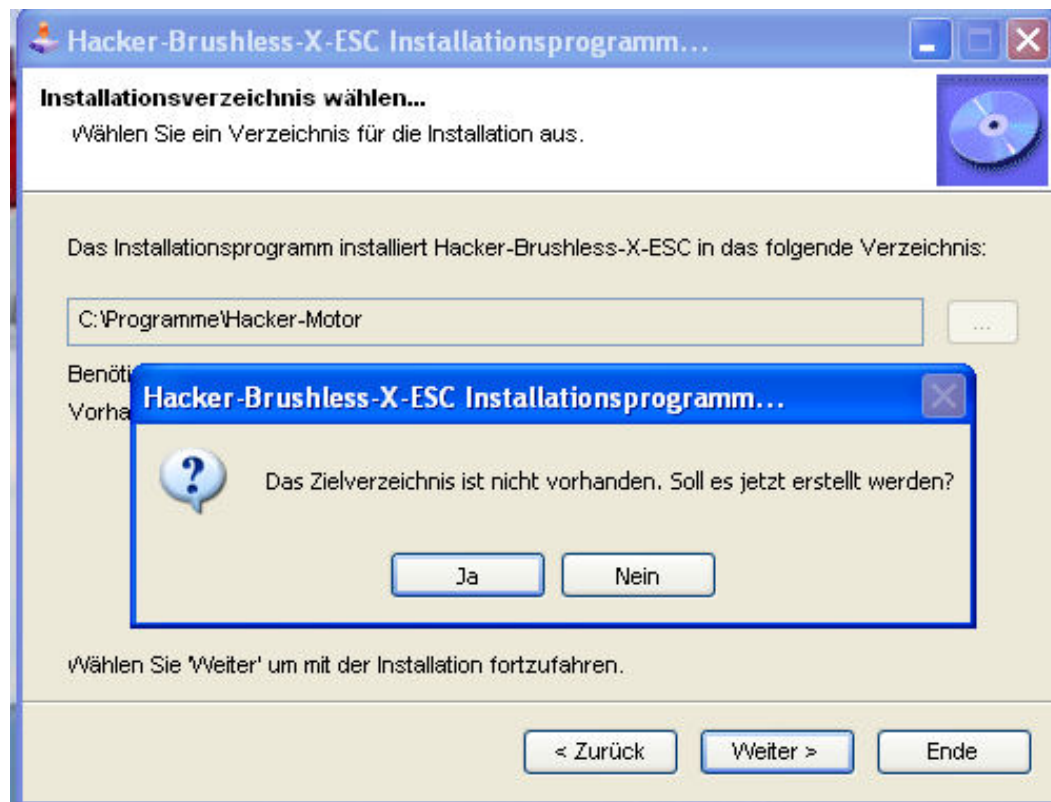 Hacker-Brushless-X-ESC Installationsprogramm...
Installationsverzeichnis wählen...
Wählen Sie ein Verzeichnis für die Installation aus.
Das Installationsprogramm installiert Hacker-Brushless-X-ESC in das folgende Verzeichnis:
C:\Programme\Hacker-Motor
...
Hacker-Brushless-X-ESC Installationsprogramm...
Das Zielverzeichnis ist nicht vorhanden. Soll es jetzt erstellt werden?
Ja Nein
Wählen Sie 'Weiter' um mit der Installation fortzufahren.
< Zurück Weiter > Ende